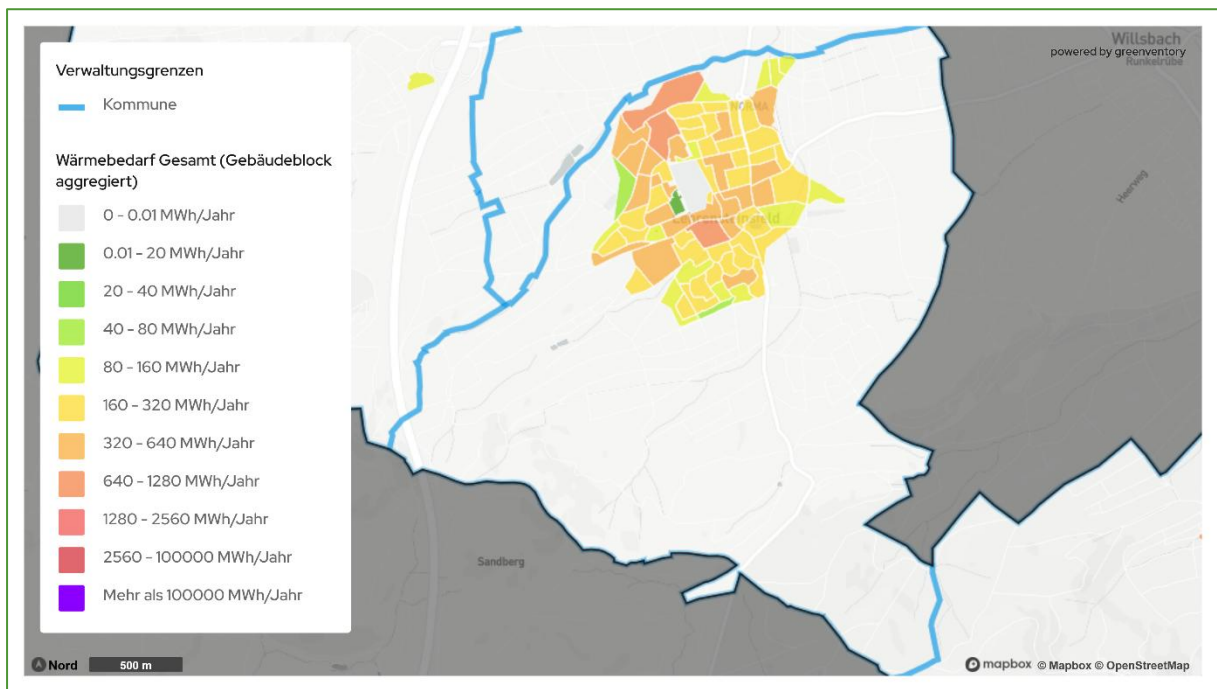 Verwaltungsgrenzen
Kommune
Wärmebedarf Gesamt (Gebäudeblock
aggregiert)
0 - 0.01 MWh/Jahr
0.01 - 20 MWh/Jahr
20 - 40 MWh/Jahr
40 - 80 MWh/Jahr
80 - 160 MWh/Jahr
160 - 320 MWh/Jahr
320 - 640 MWh/Jahr
640 - 1280 MWh/Jahr
1280 - 2560 MWh/Jahr
2560 - 100000 MWh/Jahr
Mehr als 100000 MWh/Jahr
Willsbach
powered by greenventory
Runkelrübe
NORMA
Heerweg
Ellhofensteinsfeld
Sandberg
Nord
500 m
mapbox © Mapbox © OpenStreetMap